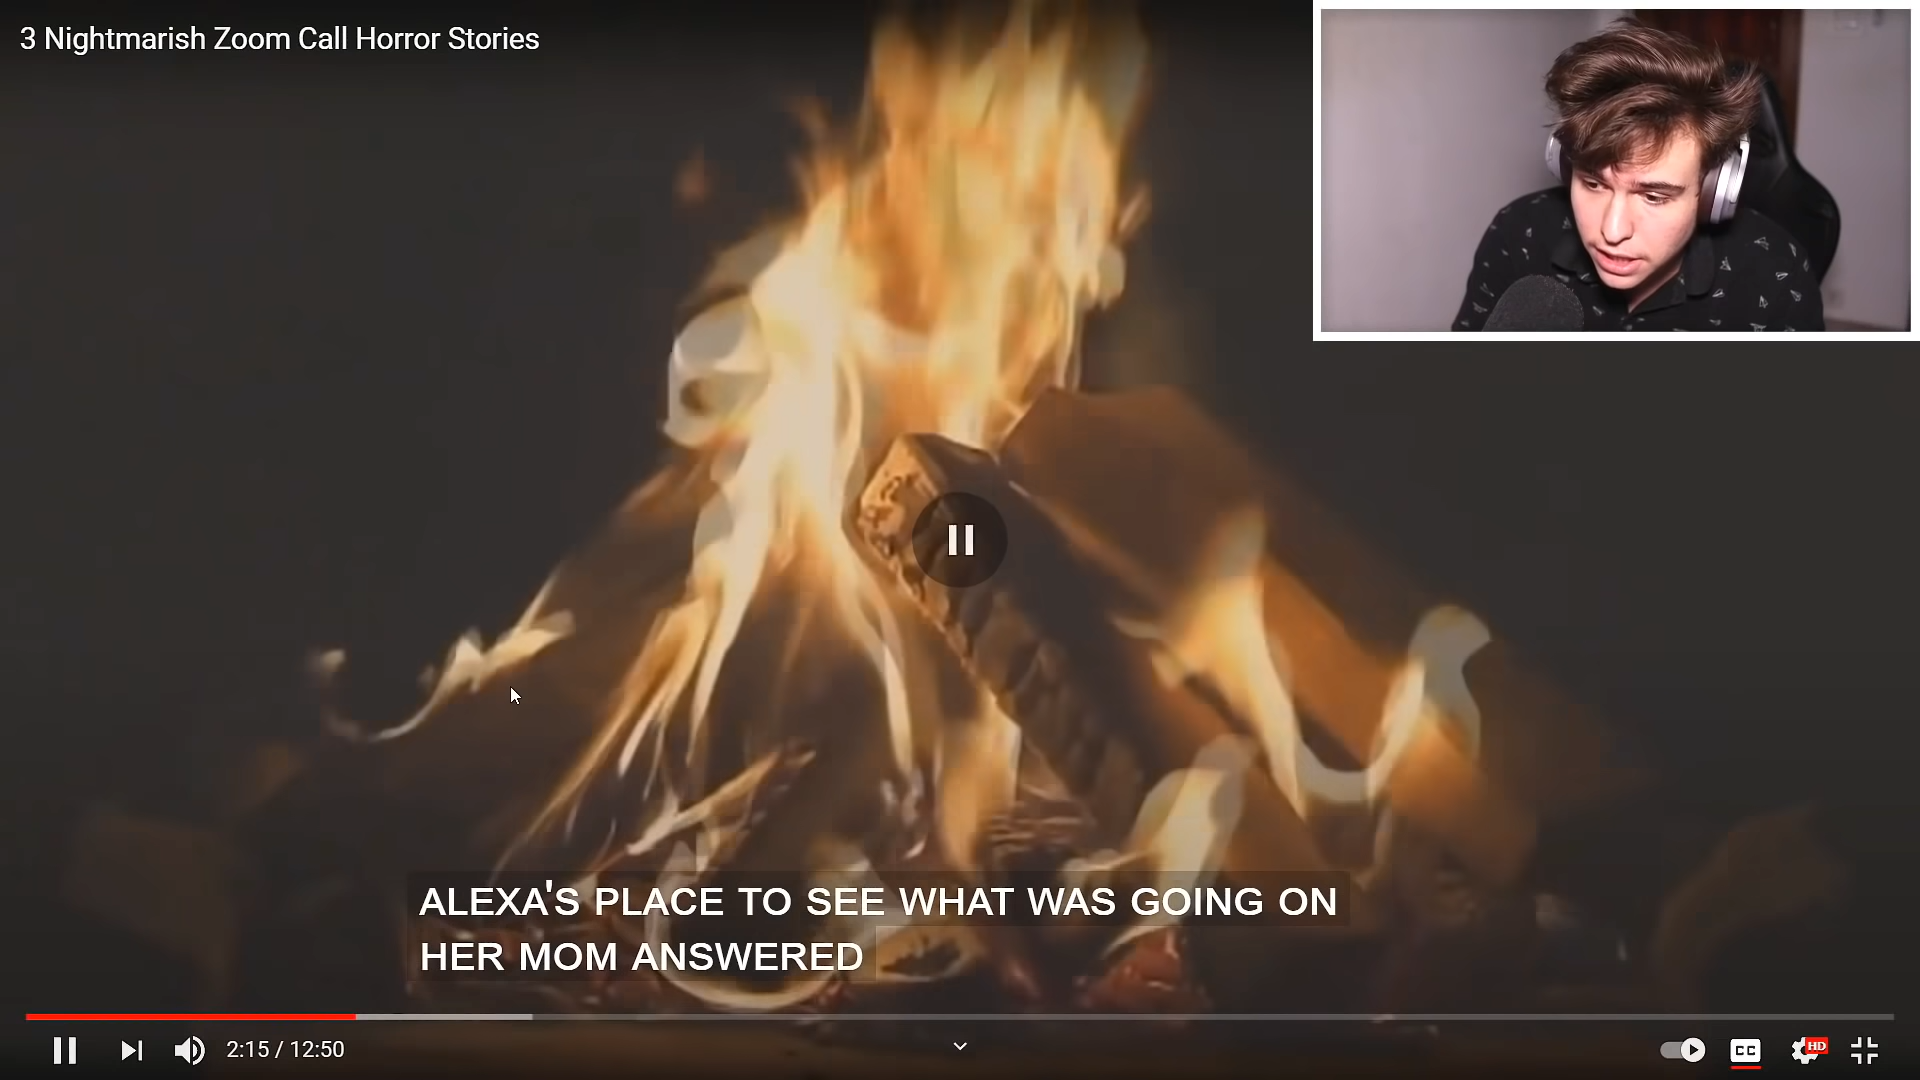 3 Nightmarish Zoom Call Horror Stories
ALEXA'S PLACE TO SEE WHAT WAS GOING ON
HER MOM ANSWERED
2:15 / 12:50
CC
HD